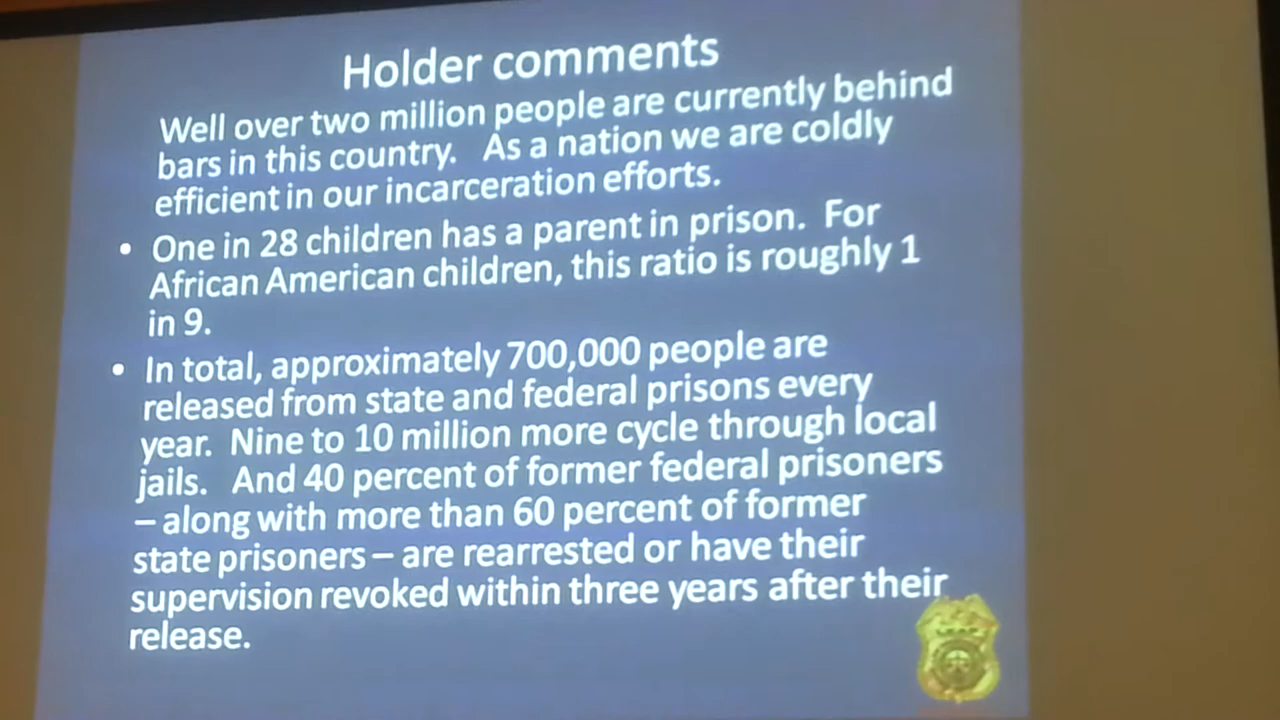 Holder comments
Well over two million people are currently behind
bars in this country. As a nation we are coldly
efficient in our incarceration efforts.
• One in 28 children has a parent in prison. For
African American children, this ratio is roughly 1
in 9.
• In total, approximately 700,000 people are
released from state and federal prisons every
year. Nine to 10 million more cycle through local
jails. And 40 percent of former federal prisoners
– along with more than 60 percent of former
state prisoners – are rearrested or have their
supervision revoked within three years after their
release.